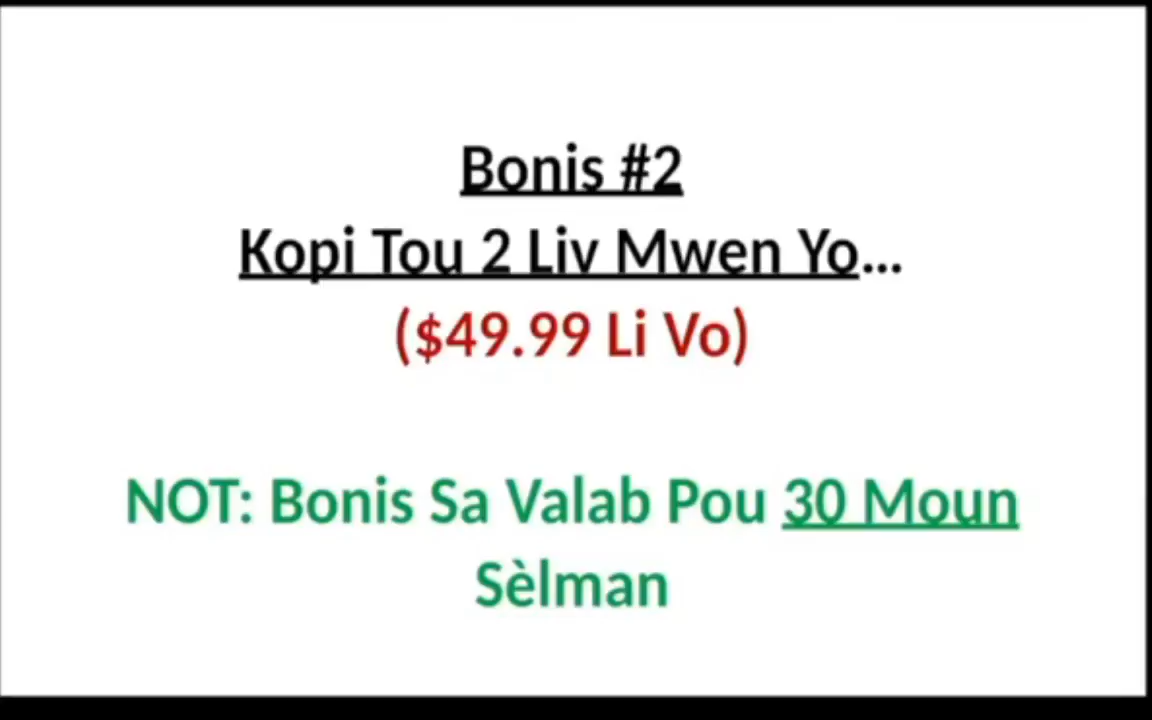 Bonis #2
Kopi Tou 2 Liv Mwen Yo...
($49.99 Li Vo)
NOT: Bonis Sa Valab Pou 30 Moun
Sèlman